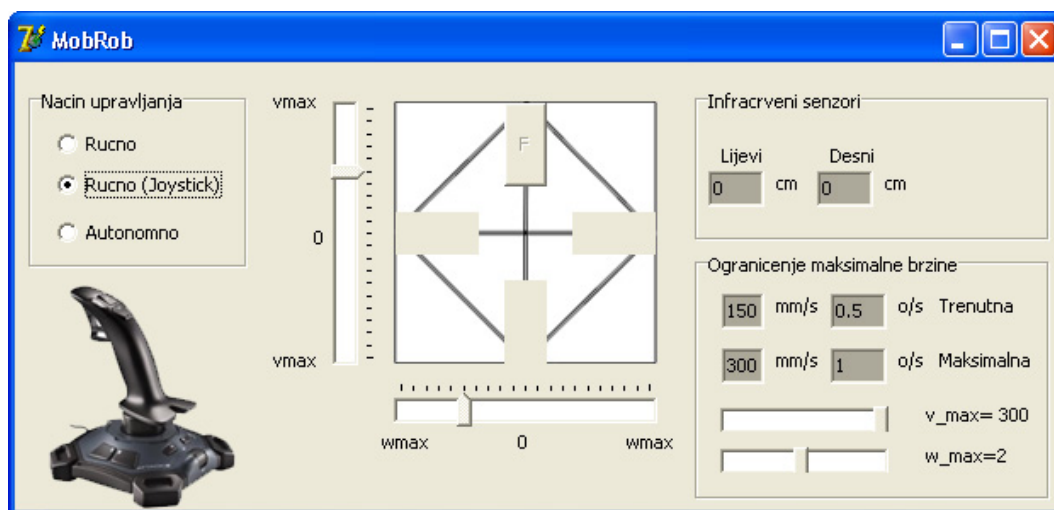 MobRob
Nacin upravljanja
Rucno
Rucno (Joystick)
Autonomno
vmax
0
vmax
F
wmax 0 wmax
Infracrveni senzori
Lijevi Desni
0 cm 0 cm
Ogranicenje maksimalne brzine
150 mm/s 0.5 o/s Trenutna
300 mm/s 1 o/s Maksimalna
v_max= 300
w_max=2